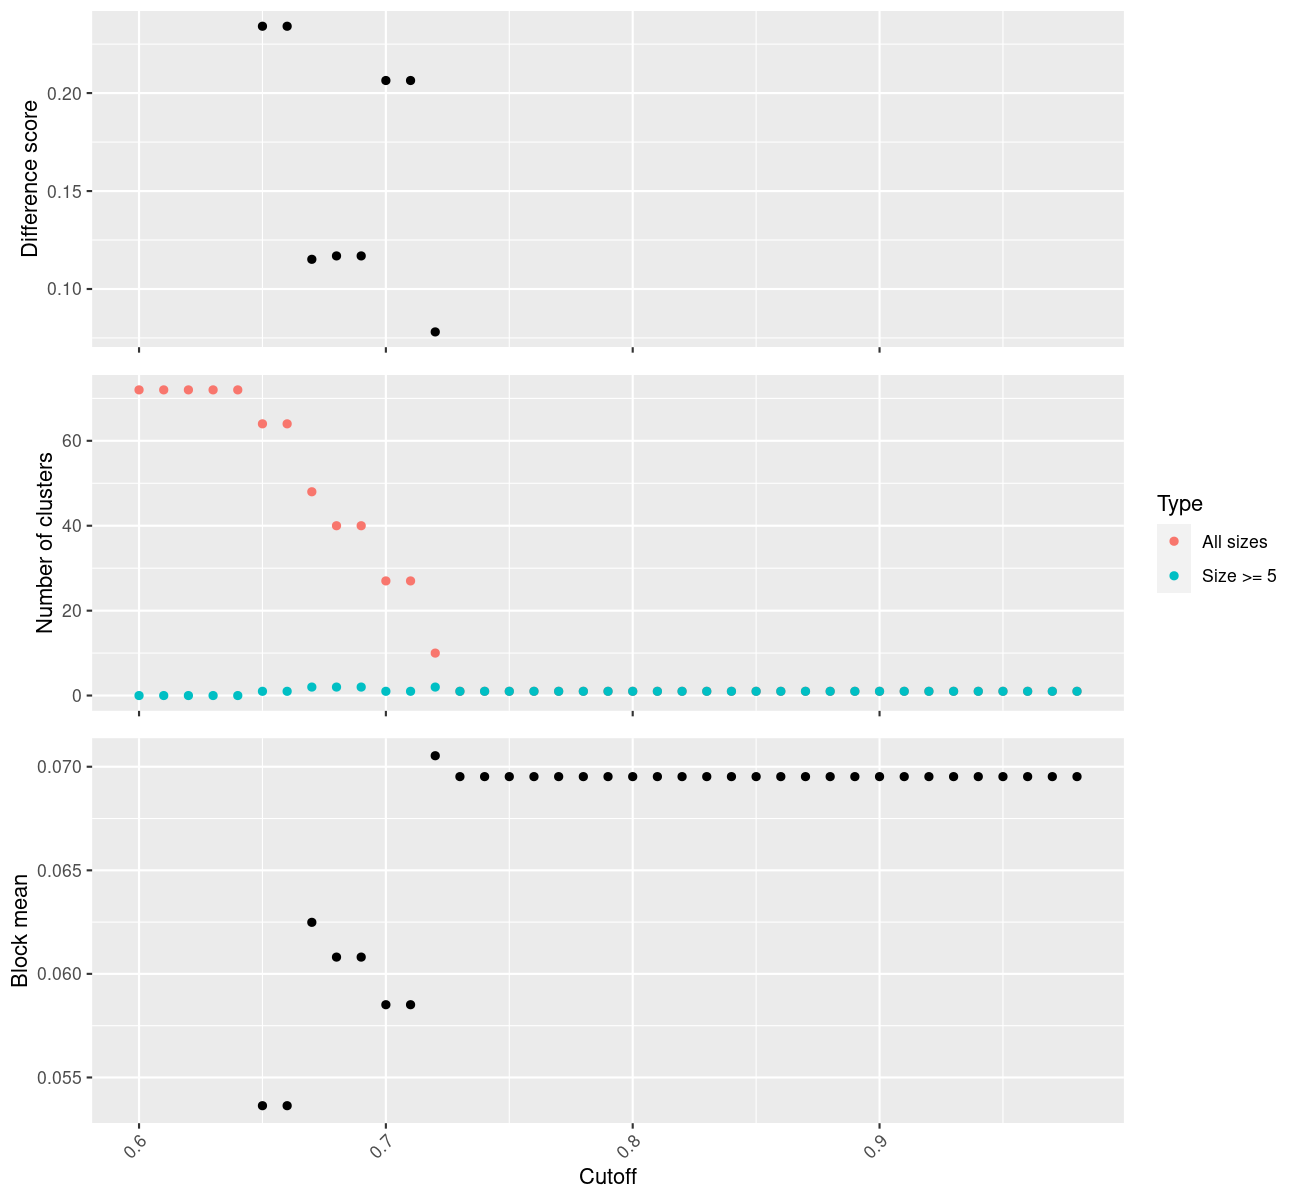 Difference score
0.20
0.15
0.10
Number of clusters
60
40
20
0
Type
All sizes
Size >= 5
Block mean
0.070
0.065
0.060
0.055
0.6
0.7
0.8
0.9
Cutoff